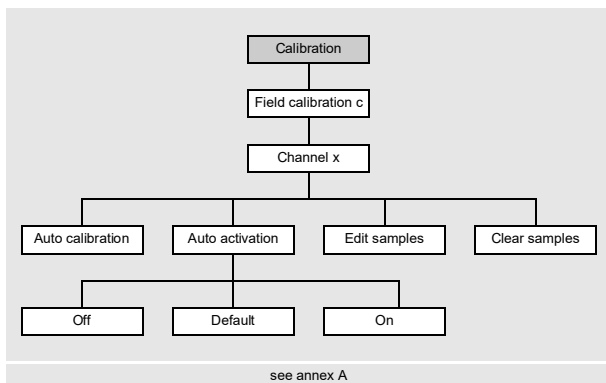 Calibration
Field calibration c
Channel x
Auto calibration
Auto activation
Edit samples
Clear samples
Off
Default
On
see annex A